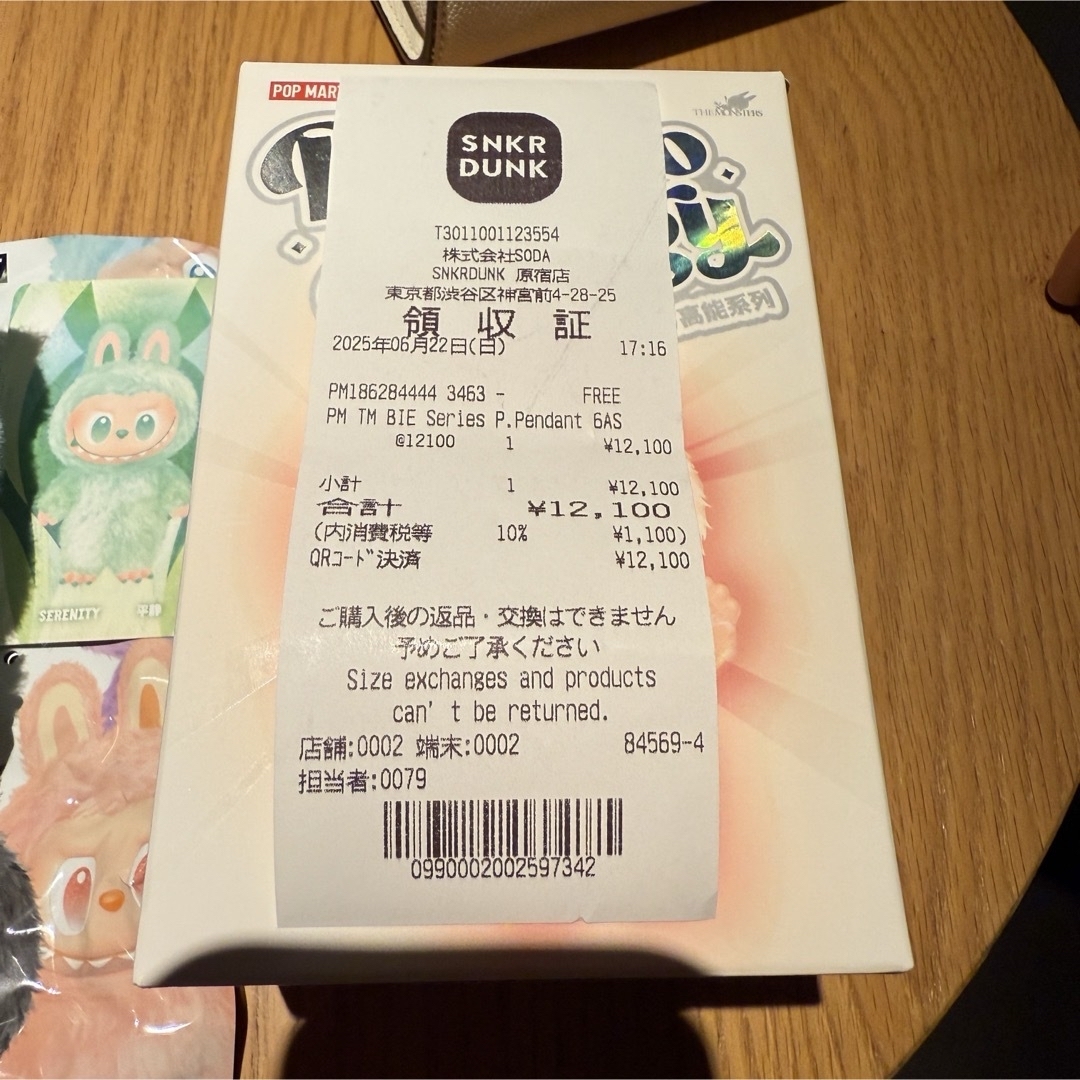 POP MAR
THE MONSTERS
高能系列
SNKR
DUNK
T3011001123554
株式会社SODA
SNKRDUNK 原宿店
東京都渋谷区神宮前4-28-25
領 収 証
2025年06月22日(日) 17:16
PM186284444 3463 - FREE
PM TM BIE Series P.Pendant 6AS
@12100 1 ¥12,100
小計 1 ¥12,100
合計 ¥12,100
(内消費税等 10% ¥1,100)
QRコード決済 ¥12,100
ご購入後の返品・交換はできません
予めご了承ください
Size exchanges and products
can't be returned.
店舗:0002 端末:0002 84569-4
担当者:0079
0990002002597342
SERENITY 平静